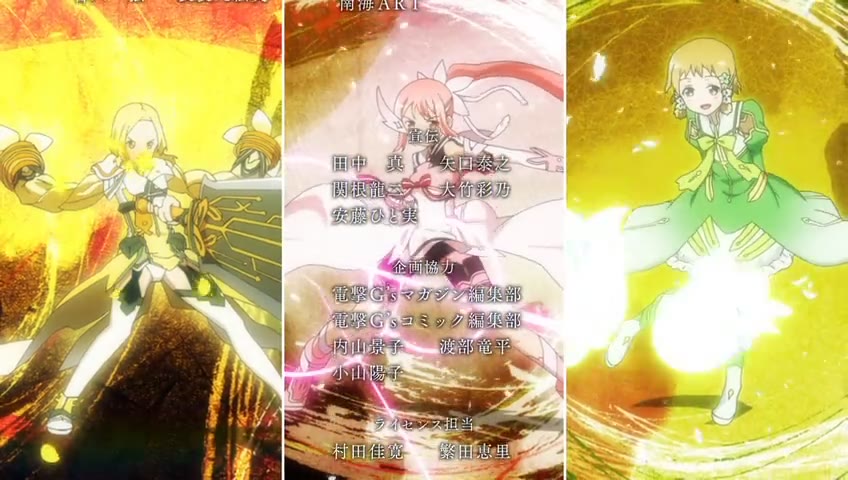 南海ART
宣伝
田中 真 矢口泰之
関根龍二 大竹彩乃
安藤ひと実
企画協力
電撃G'sマガジン編集部
電撃G'sコミック編集部
内山景子 渡部竜平
小山陽子
ライセンス担当
村田佳寛 繁田恵里